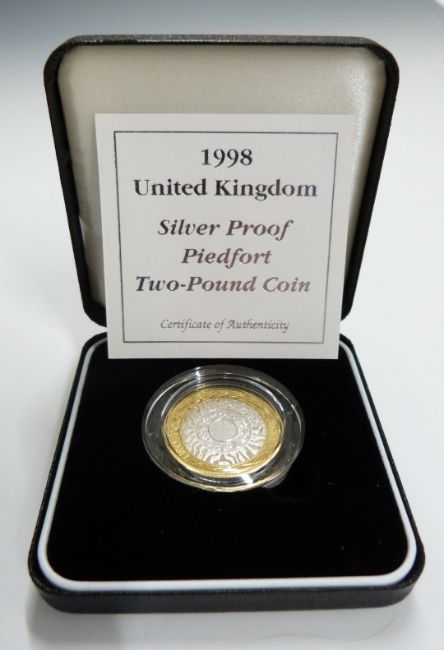 1998
United Kingdom
Silver Proof
Piedfort
Two-Pound Coin
Certificate of Authenticity